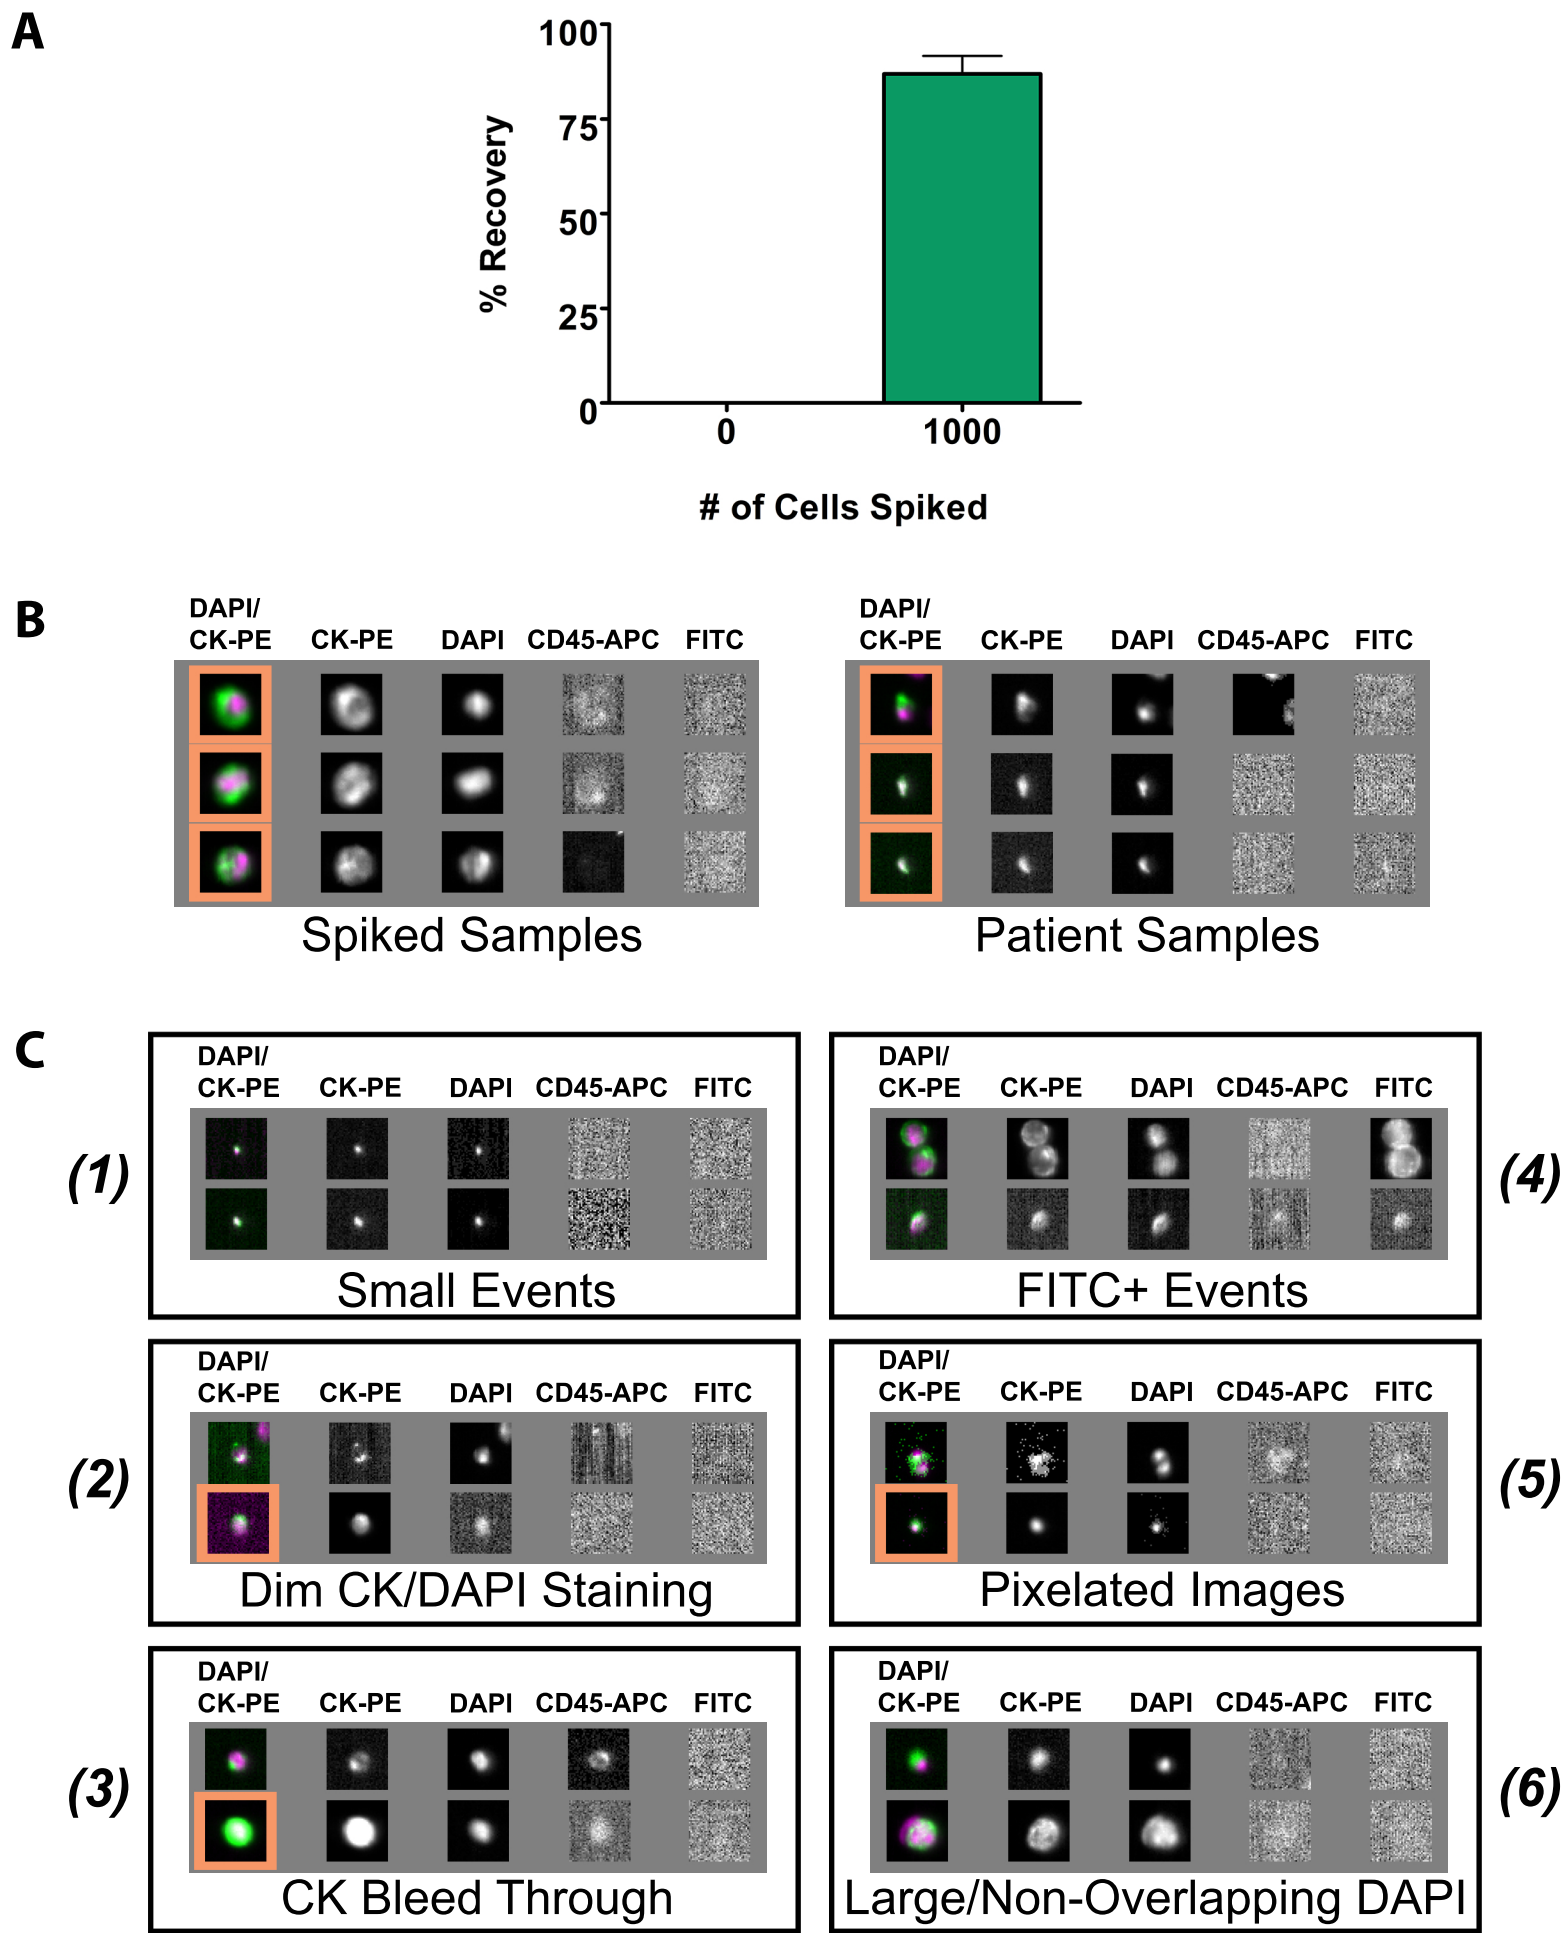 A
100
75
50
25
0
% Recovery
0 1000
# of Cells Spiked
B
DAPI/
CK-PE CK-PE DAPI CD45-APC FITC
Spiked Samples
DAPI/
CK-PE CK-PE DAPI CD45-APC FITC
Patient Samples
C
(1)
DAPI/
CK-PE CK-PE DAPI CD45-APC FITC
Small Events
DAPI/
CK-PE CK-PE DAPI CD45-APC FITC
FITC+ Events
(4)
(2)
DAPI/
CK-PE CK-PE DAPI CD45-APC FITC
Dim CK/DAPI Staining
DAPI/
CK-PE CK-PE DAPI CD45-APC FITC
Pixelated Images
(5)
(3)
DAPI/
CK-PE CK-PE DAPI CD45-APC FITC
CK Bleed Through
DAPI/
CK-PE CK-PE DAPI CD45-APC FITC
Large/Non-Overlapping DAPI
(6)